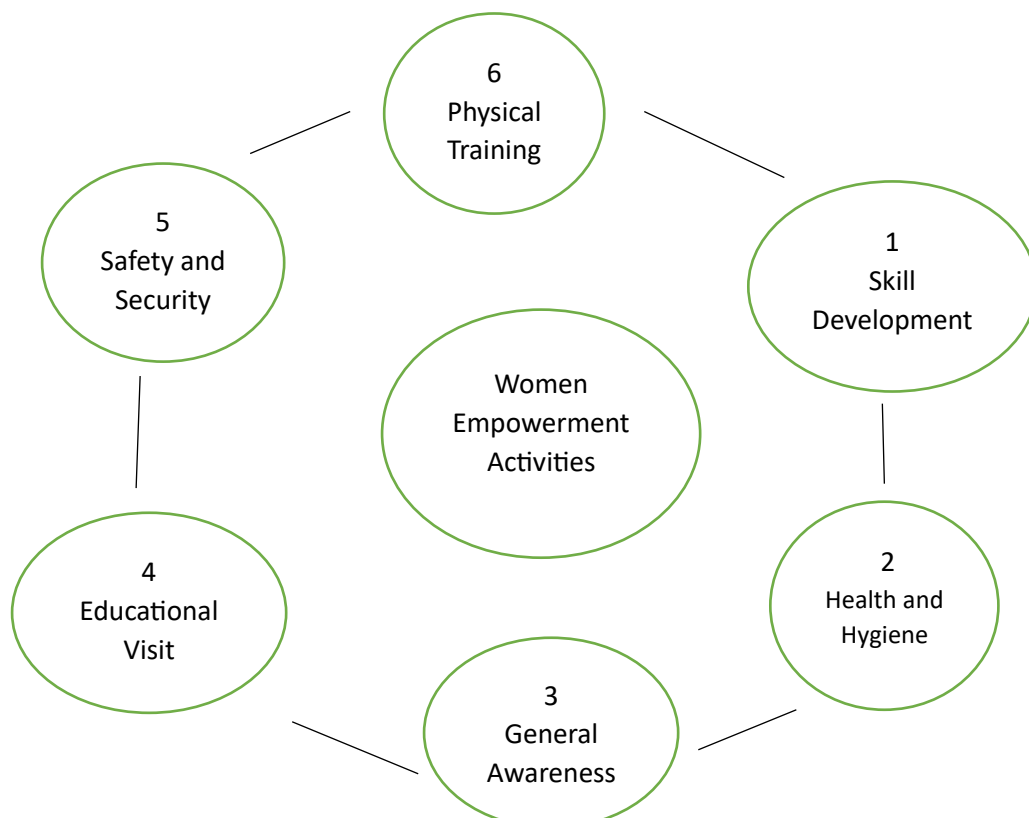 6
Physical
Training
5
Safety and
Security
1
Skill
Development
Women
Empowerment
Activities
4
Educational
Visit
2
Health and
Hygiene
3
General
Awareness